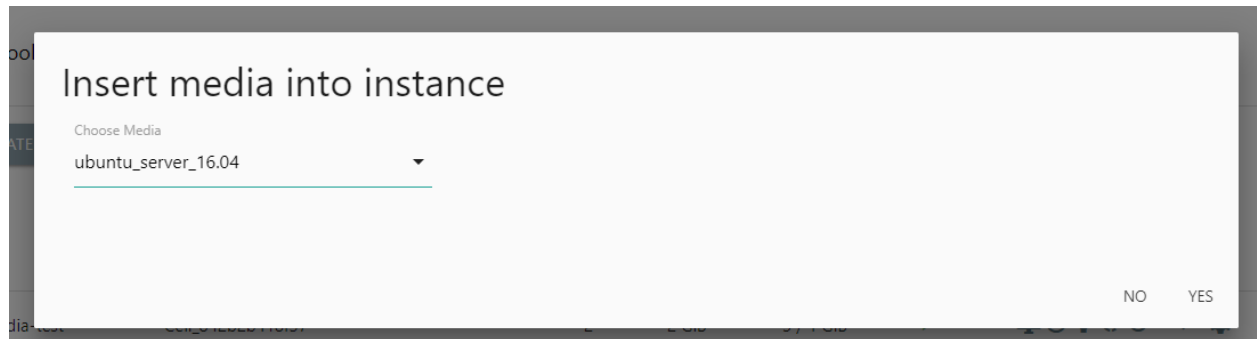 Insert media into instance
Choose Media
ubuntu_server_16.04
NO YES